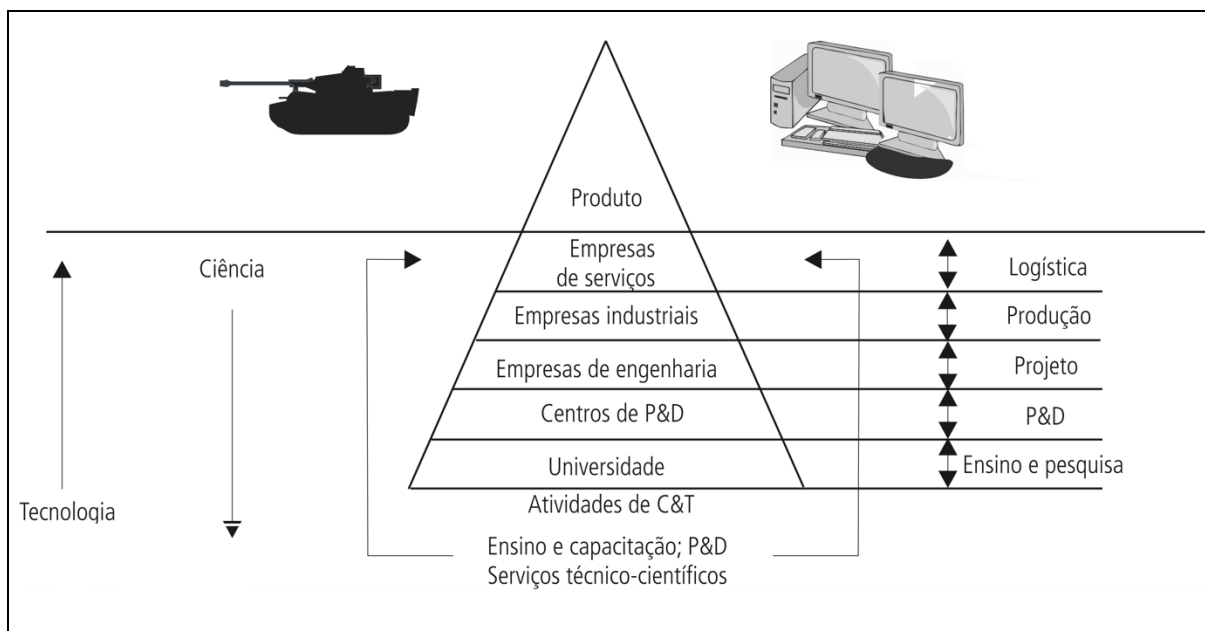 Produto
Ciência
Empresas
de serviços
Logística
Empresas industriais
Produção
Empresas de engenharia
Projeto
Centros de P&D
P&D
Universidade
Ensino e pesquisa
Tecnologia
Atividades de C&T
Ensino e capacitação; P&D
Serviços técnico-científicos